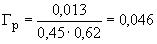 Гр = 0,013 / (0,45 · 0,62) = 0,046